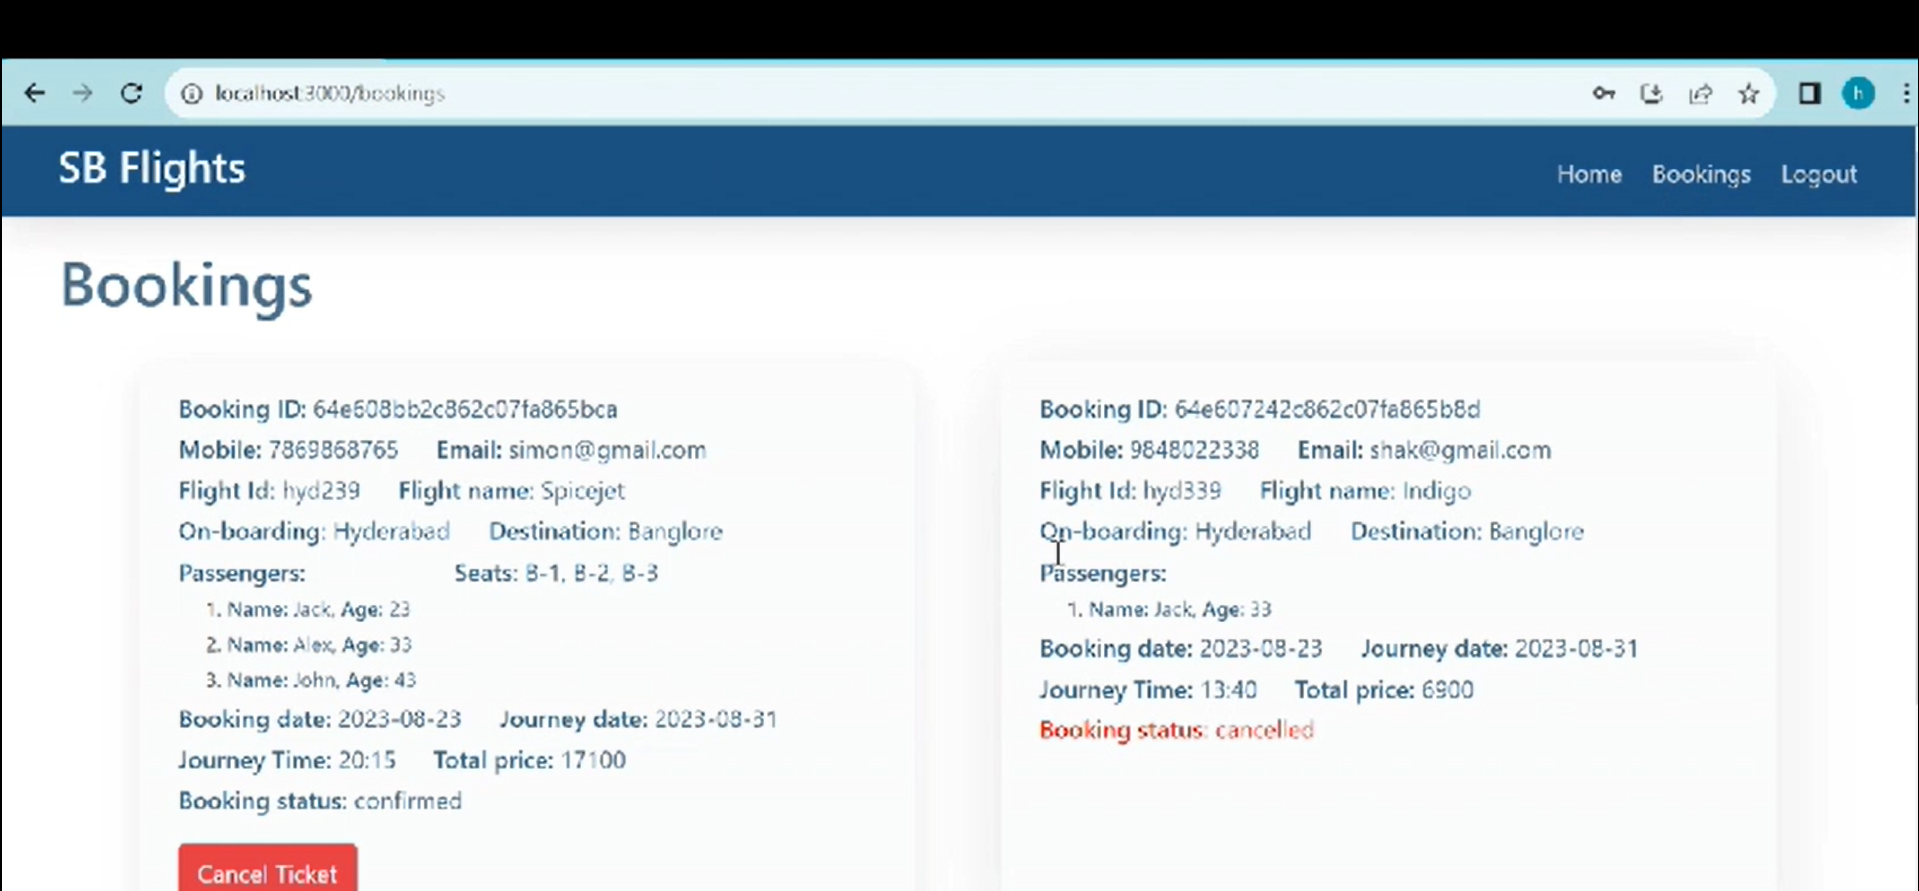 localhost:3000/bookings
h
SB Flights
Home Bookings Logout
Bookings
Booking ID: 64e608bb2c862c07fa865bca
Mobile: 7869868765 Email: simon@gmail.com
Flight Id: hyd239 Flight name: Spicejet
On-boarding: Hyderabad Destination: Banglore
Passengers: Seats: B-1, B-2, B-3
1. Name: Jack, Age: 23
2. Name: Alex, Age: 33
3. Name: John, Age: 43
Booking date: 2023-08-23 Journey date: 2023-08-31
Journey Time: 20:15 Total price: 17100
Booking status: confirmed
Cancel Ticket
Booking ID: 64e607242c862c07fa865b8d
Mobile: 9848022338 Email: shak@gmail.com
Flight Id: hyd339 Flight name: Indigo
On-boarding: Hyderabad Destination: Banglore
Passengers:
1. Name: Jack, Age: 33
Booking date: 2023-08-23 Journey date: 2023-08-31
Journey Time: 13:40 Total price: 6900
Booking status: cancelled